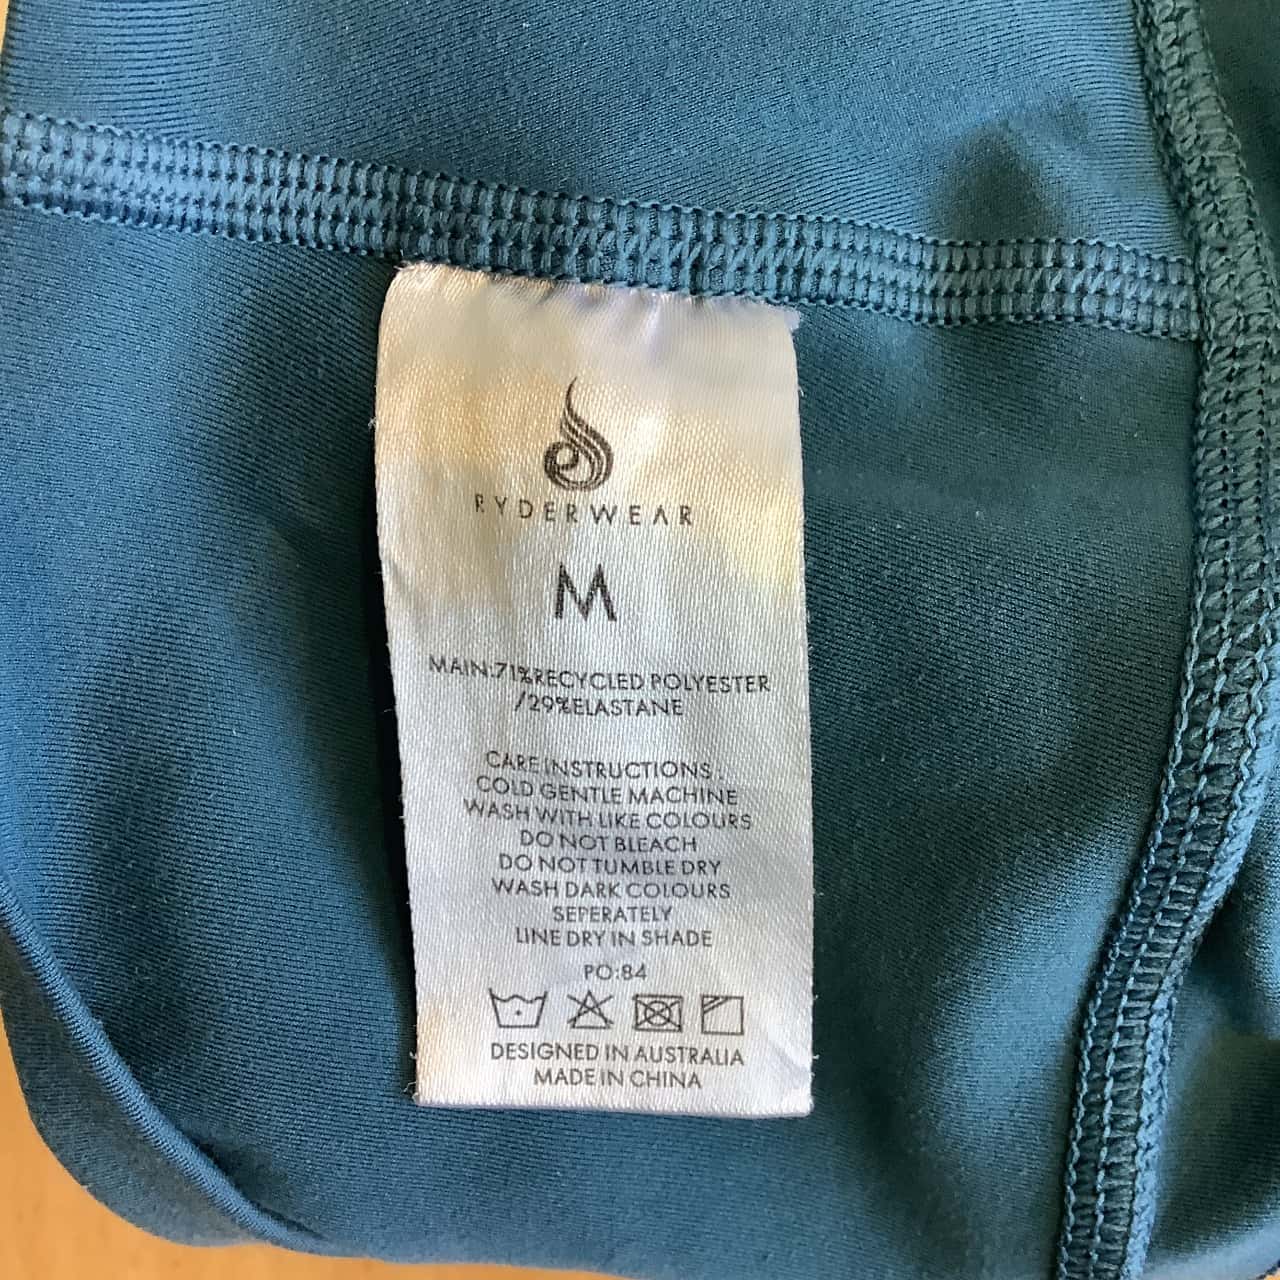 RYDERWEAR
M
MAIN:71%RECYCLED POLYESTER
/29%ELASTANE
CARE INSTRUCTIONS :
COLD GENTLE MACHINE
WASH WITH LIKE COLOURS
DO NOT BLEACH
DO NOT TUMBLE DRY
WASH DARK COLOURS
SEPERATELY
LINE DRY IN SHADE
PO:84
DESIGNED IN AUSTRALIA
MADE IN CHINA